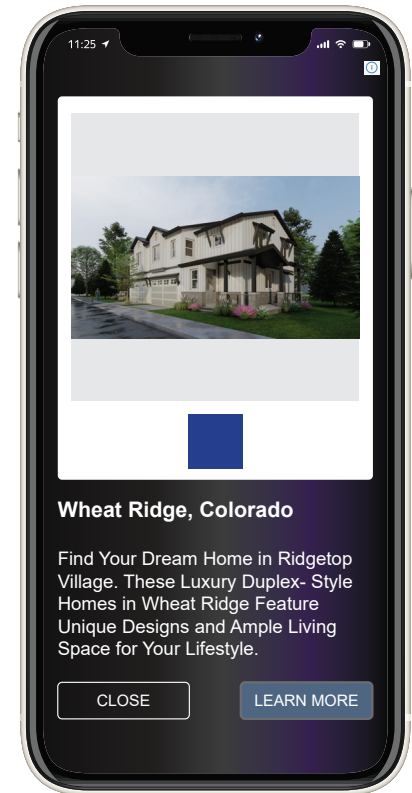 11:25
Wheat Ridge, Colorado
Find Your Dream Home in Ridgetop
Village. These Luxury Duplex- Style
Homes in Wheat Ridge Feature
Unique Designs and Ample Living
Space for Your Lifestyle.
CLOSE
LEARN MORE